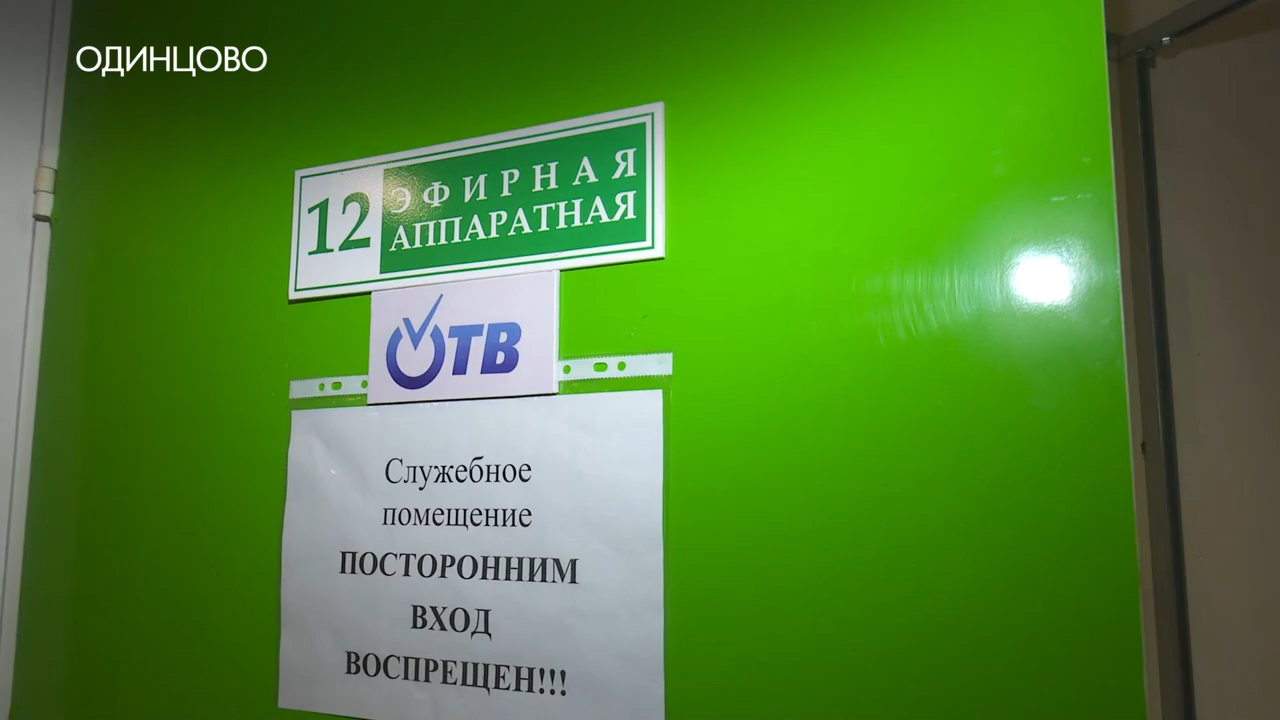 ОДИНЦОВО
12 ЭФИРНАЯ
АППАРАТНАЯ
ОТВ
Служебное
помещение
ПОСТОРОННИМ
ВХОД
ВОСПРЕЩЕН!!!